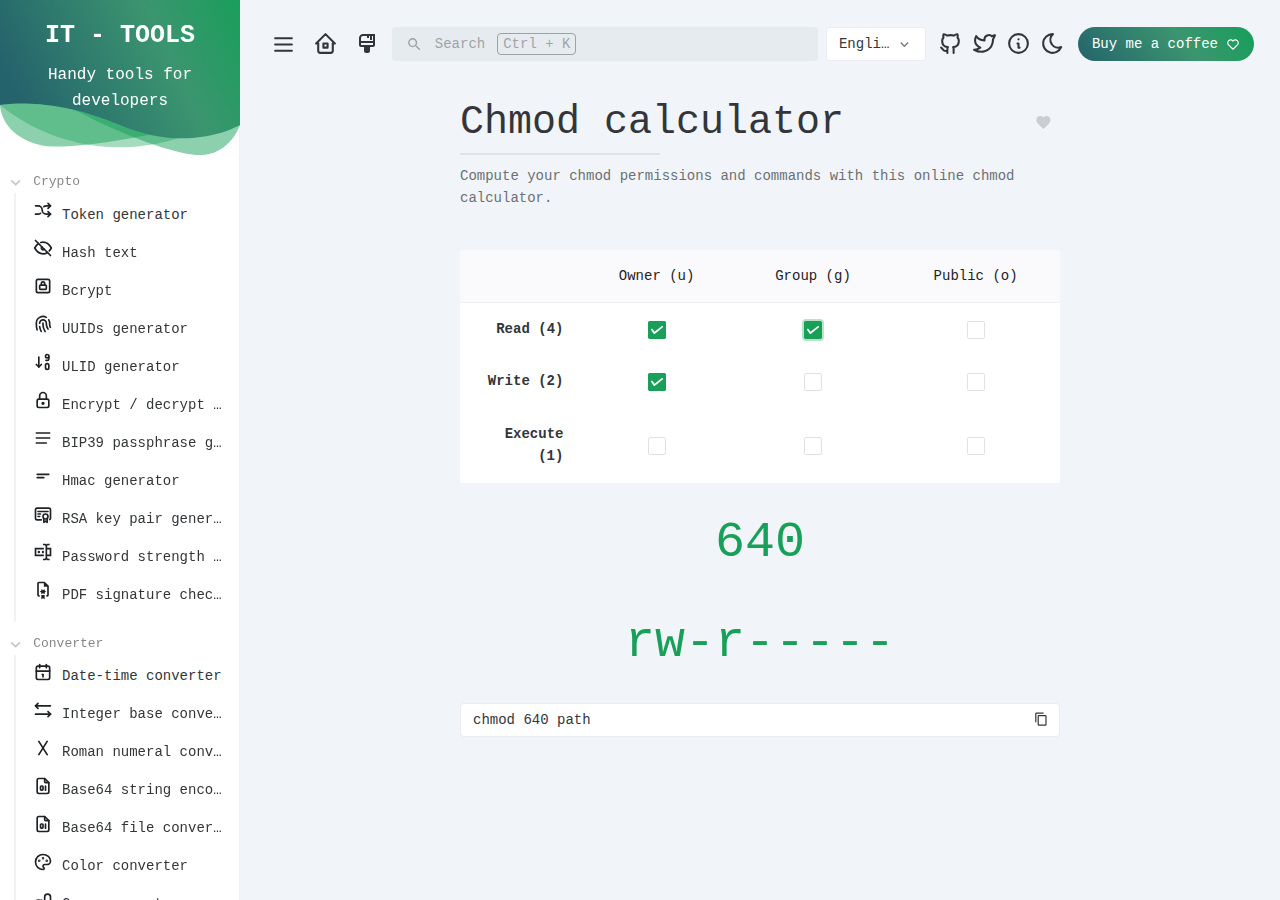 IT - TOOLS
Handy tools for
developers
Crypto
Token generator
Hash text
Bcrypt
UUIDs generator
ULID generator
Encrypt / decrypt …
BIP39 passphrase g…
Hmac generator
RSA key pair gener…
Password strength …
PDF signature chec…
Converter
Date-time converter
Integer base conve…
Roman numeral conv…
Base64 string enco…
Base64 file conver…
Color converter
Search Ctrl + K
Engli…
Buy me a coffee
Chmod calculator
Compute your chmod permissions and commands with this online chmod
calculator.
Owner (u) Group (g) Public (o)
Read (4)
Write (2)
Execute
(1)
640
rw-r-----
chmod 640 path